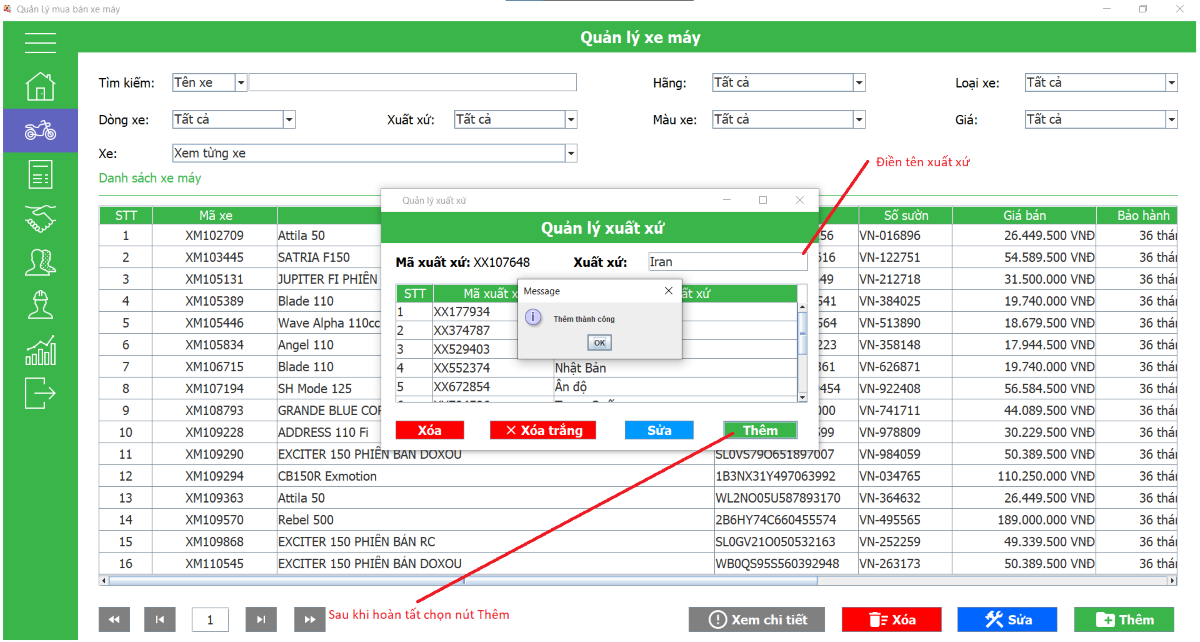 Quản lý mua bán xe máy
Quản lý xe máy
Tìm kiếm: Tên xe Hãng: Tất cả Loại xe: Tất cả
Dòng xe: Tất cả Xuất xứ: Tất cả Màu xe: Tất cả Giá: Tất cả
Xe: Xem từng xe
Điền tên xuất xứ
Danh sách xe máy
Quản lý xuất xứ
Quản lý xuất xứ
Mã xuất xứ: XX107648 Xuất xứ: Iran
STT Mã xuất x ất xứ
1 XX177934
2 XX374787
3 XX529403
4 XX552374 Nhật Bản
5 XX672854 Ấn độ
Message
Thêm thành công
OK
Xóa Xóa trắng Sửa Thêm
STT Mã xe Số sườn Giá bán Bảo hành
1 XM102709 Attila 50 56 VN-016896 26.449.500 VNĐ 36 thán
2 XM103445 SATRIA F150 616 VN-122751 54.589.500 VNĐ 36 thán
3 XM105131 JUPITER FI PHIÊN 49 VN-212718 31.500.000 VNĐ 36 thán
4 XM105389 Blade 110 541 VN-384025 19.740.000 VNĐ 36 thán
5 XM105446 Wave Alpha 110cc 564 VN-513890 18.679.500 VNĐ 36 thán
6 XM105834 Angel 110 223 VN-358148 17.944.500 VNĐ 36 thán
7 XM106715 Blade 110 361 VN-626871 19.740.000 VNĐ 36 thán
8 XM107194 SH Mode 125 454 VN-922408 56.584.500 VNĐ 36 thán
9 XM108793 GRANDE BLUE COR 000 VN-741711 44.089.500 VNĐ 36 thán
10 XM109228 ADDRESS 110 Fi 599 VN-978809 30.229.500 VNĐ 36 thán
11 XM109290 EXCITER 150 PHIÊN BẢN DOXOU SL0VS79O651897007 VN-984059 50.389.500 VNĐ 36 thán
12 XM109294 CB150R Exmotion 1B3NX31Y497063992 VN-034765 110.250.000 VNĐ 36 thán
13 XM109363 Attila 50 WL2NO05U587893170 VN-364632 26.449.500 VNĐ 36 thán
14 XM109570 Rebel 500 2B6HY74C660455574 VN-495565 189.000.000 VNĐ 36 thán
15 XM109868 EXCITER 150 PHIÊN BẢN RC SL0GV21O050532163 VN-252259 49.339.500 VNĐ 36 thán
16 XM110545 EXCITER 150 PHIÊN BẢN DOXOU WB0QS95S560392948 VN-263173 50.389.500 VNĐ 36 thán
1 Sau khi hoàn tất chọn nút Thêm Xem chi tiết Xóa Sửa Thêm